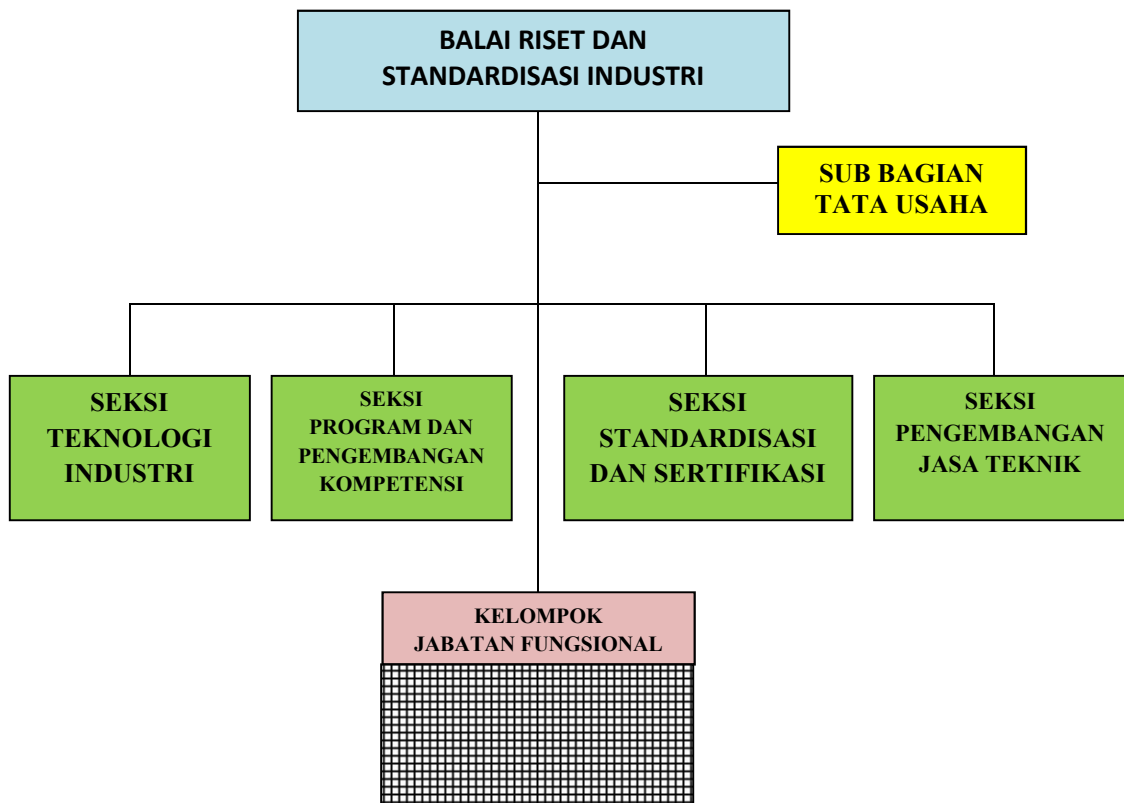 BALAI RISET DAN
STANDARDISASI INDUSTRI
SUB BAGIAN
TATA USAHA
SEKSI
TEKNOLOGI
INDUSTRI
SEKSI
PROGRAM DAN
PENGEMBANGAN
KOMPETENSI
SEKSI
STANDARDISASI
DAN SERTIFIKASI
SEKSI
PENGEMBANGAN
JASA TEKNIK
KELOMPOK
JABATAN FUNGSIONAL